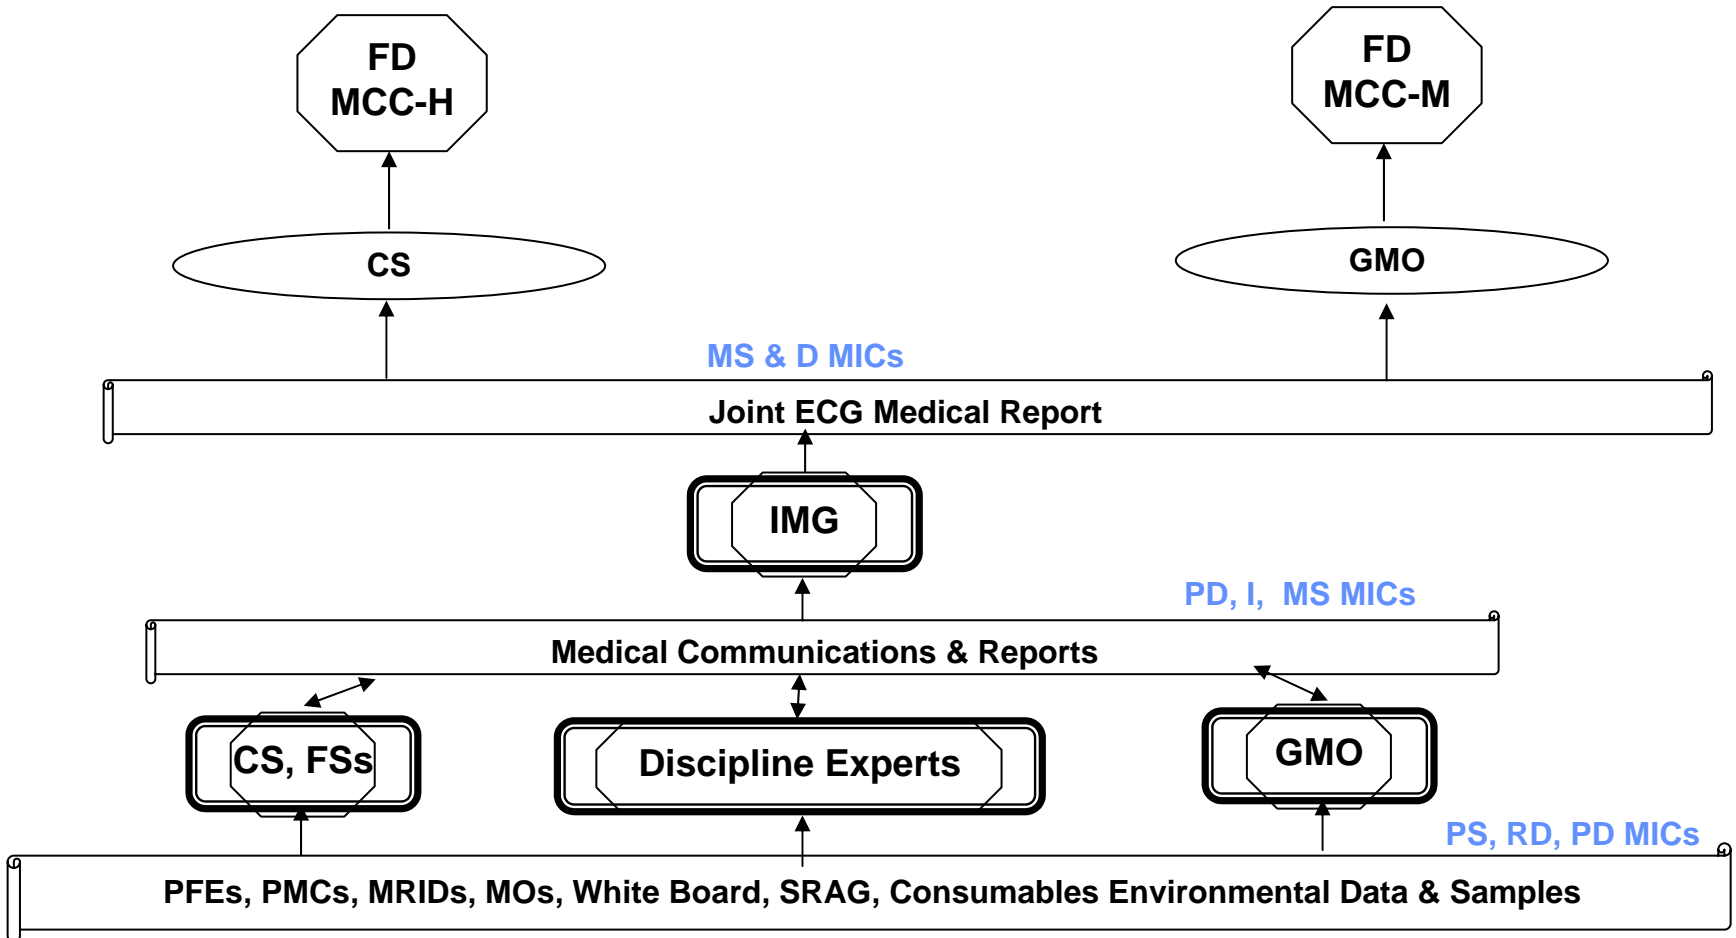 FD
MCC-H
FD
MCC-M
CS
GMO
MS & D MICs
Joint ECG Medical Report
IMG
PD, I, MS MICs
Medical Communications & Reports
CS, FSs
Discipline Experts
GMO
PS, RD, PD MICs
PFEs, PMCs, MRIDs, MOs, White Board, SRAG, Consumables Environmental Data & Samples